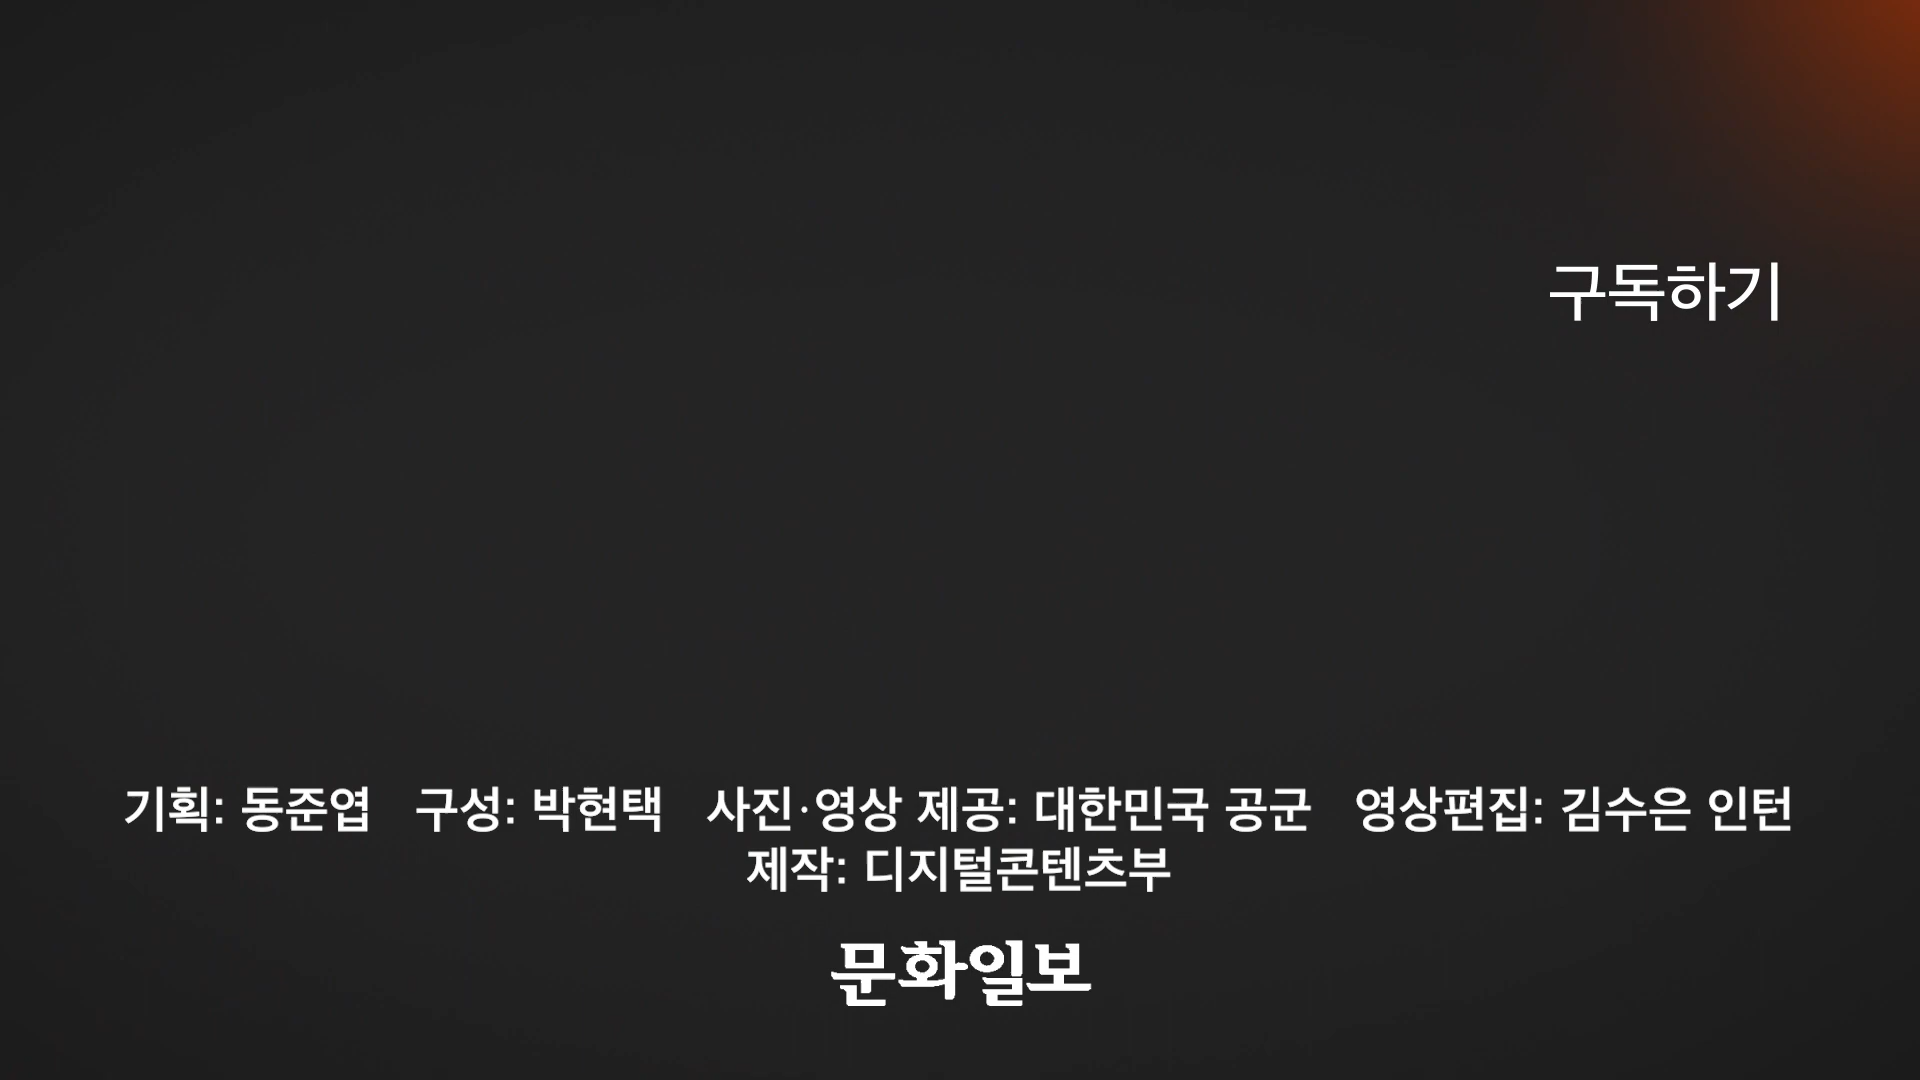 구독하기
기획: 동준엽 구성: 박현택 사진·영상 제공: 대한민국 공군 영상편집: 김수은 인턴
제작: 디지털콘텐츠부
문화일보